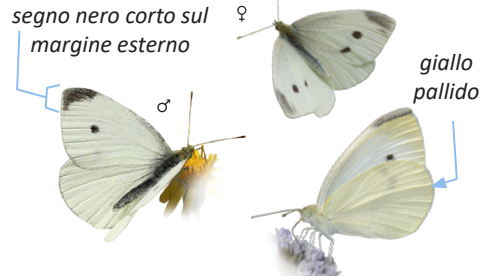 segno nero corto sul
margine esterno
♀
♂
giallo
pallido